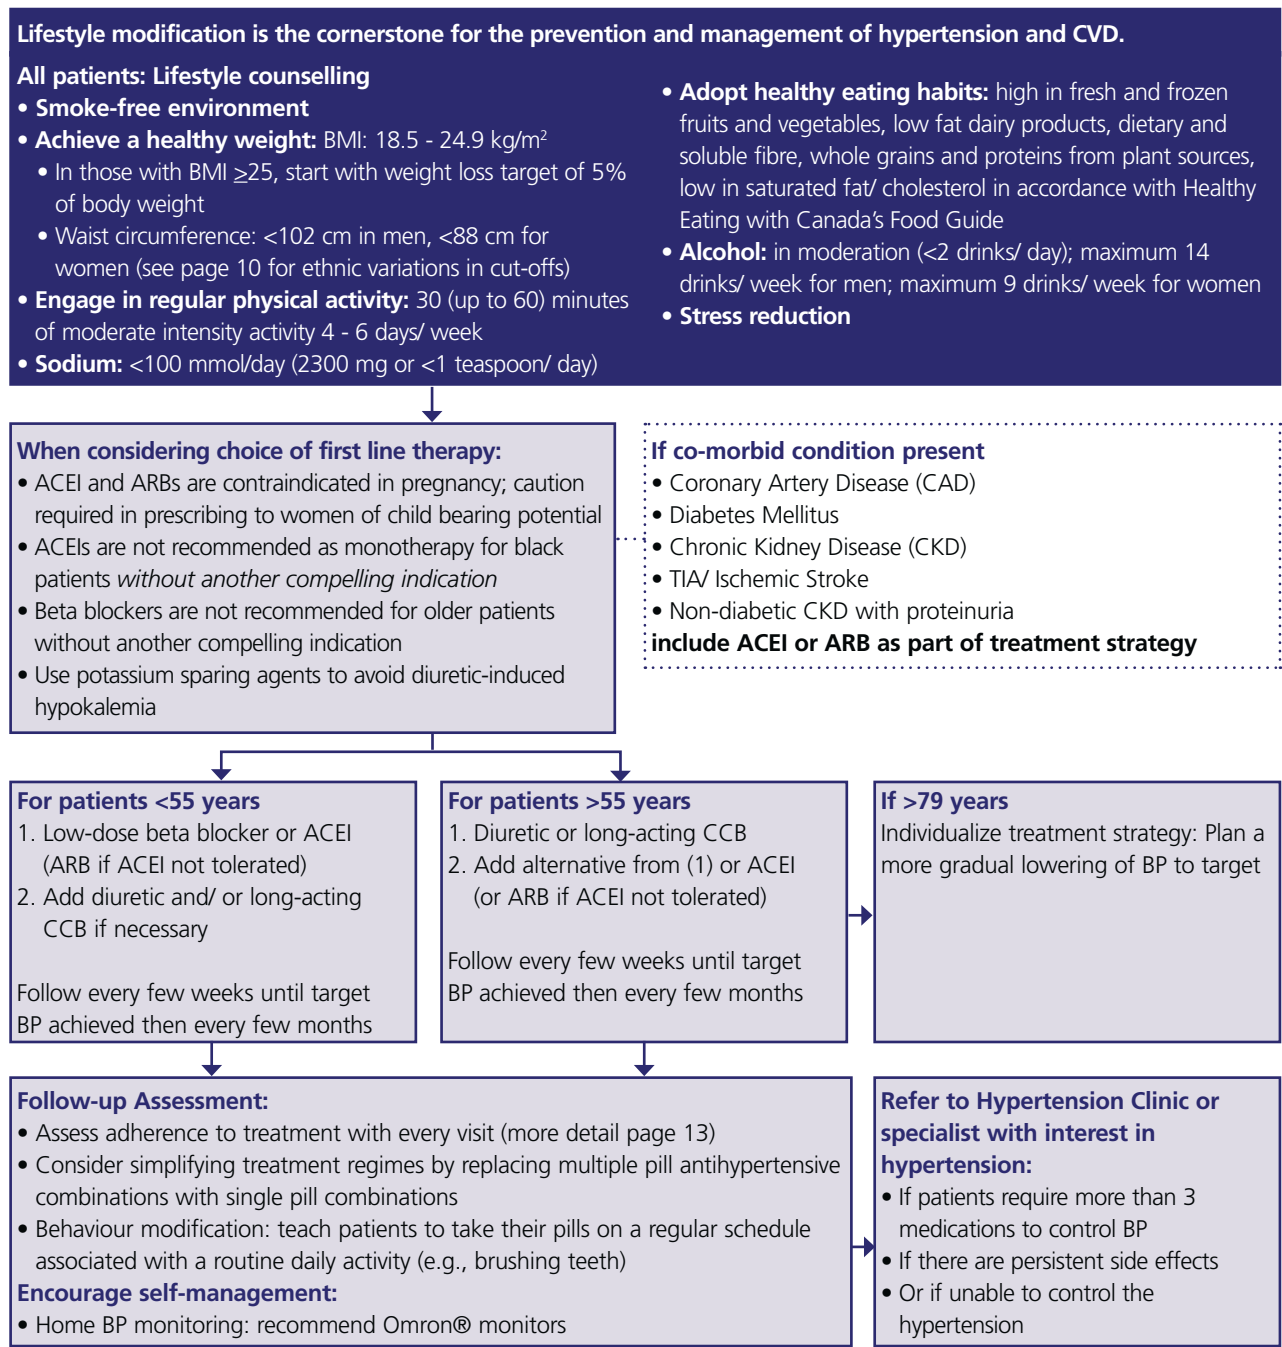 Lifestyle modification is the cornerstone for the prevention and management of hypertension and CVD.
All patients: Lifestyle counselling
• Smoke-free environment
• Achieve a healthy weight: BMI: 18.5 - 24.9 kg/m²
• In those with BMI ≥25, start with weight loss target of 5%
of body weight
• Waist circumference: <102 cm in men, <88 cm for
women (see page 10 for ethnic variations in cut-offs)
• Engage in regular physical activity: 30 (up to 60) minutes
of moderate intensity activity 4 - 6 days/ week
• Sodium: <100 mmol/day (2300 mg or <1 teaspoon/ day)
• Adopt healthy eating habits: high in fresh and frozen
fruits and vegetables, low fat dairy products, dietary and
soluble fibre, whole grains and proteins from plant sources,
low in saturated fat/ cholesterol in accordance with Healthy
Eating with Canada's Food Guide
• Alcohol: in moderation (<2 drinks/ day); maximum 14
drinks/ week for men; maximum 9 drinks/ week for women
• Stress reduction
When considering choice of first line therapy:
• ACEI and ARBs are contraindicated in pregnancy; caution
required in prescribing to women of child bearing potential
• ACEIs are not recommended as monotherapy for black
patients without another compelling indication
• Beta blockers are not recommended for older patients
without another compelling indication
• Use potassium sparing agents to avoid diuretic-induced
hypokalemia
If co-morbid condition present
• Coronary Artery Disease (CAD)
• Diabetes Mellitus
• Chronic Kidney Disease (CKD)
• TIA/ Ischemic Stroke
• Non-diabetic CKD with proteinuria
include ACEI or ARB as part of treatment strategy
For patients <55 years
1. Low-dose beta blocker or ACEI
(ARB if ACEI not tolerated)
2. Add diuretic and/ or long-acting
CCB if necessary
Follow every few weeks until target
BP achieved then every few months
For patients >55 years
1. Diuretic or long-acting CCB
2. Add alternative from (1) or ACEI
(or ARB if ACEI not tolerated)
Follow every few weeks until target
BP achieved then every few months
If >79 years
Individualize treatment strategy: Plan a
more gradual lowering of BP to target
Follow-up Assessment:
• Assess adherence to treatment with every visit (more detail page 13)
• Consider simplifying treatment regimes by replacing multiple pill antihypertensive
combinations with single pill combinations
• Behaviour modification: teach patients to take their pills on a regular schedule
associated with a routine daily activity (e.g., brushing teeth)
Encourage self-management:
• Home BP monitoring: recommend Omron® monitors
Refer to Hypertension Clinic or
specialist with interest in
hypertension:
• If patients require more than 3
medications to control BP
• If there are persistent side effects
• Or if unable to control the
hypertension